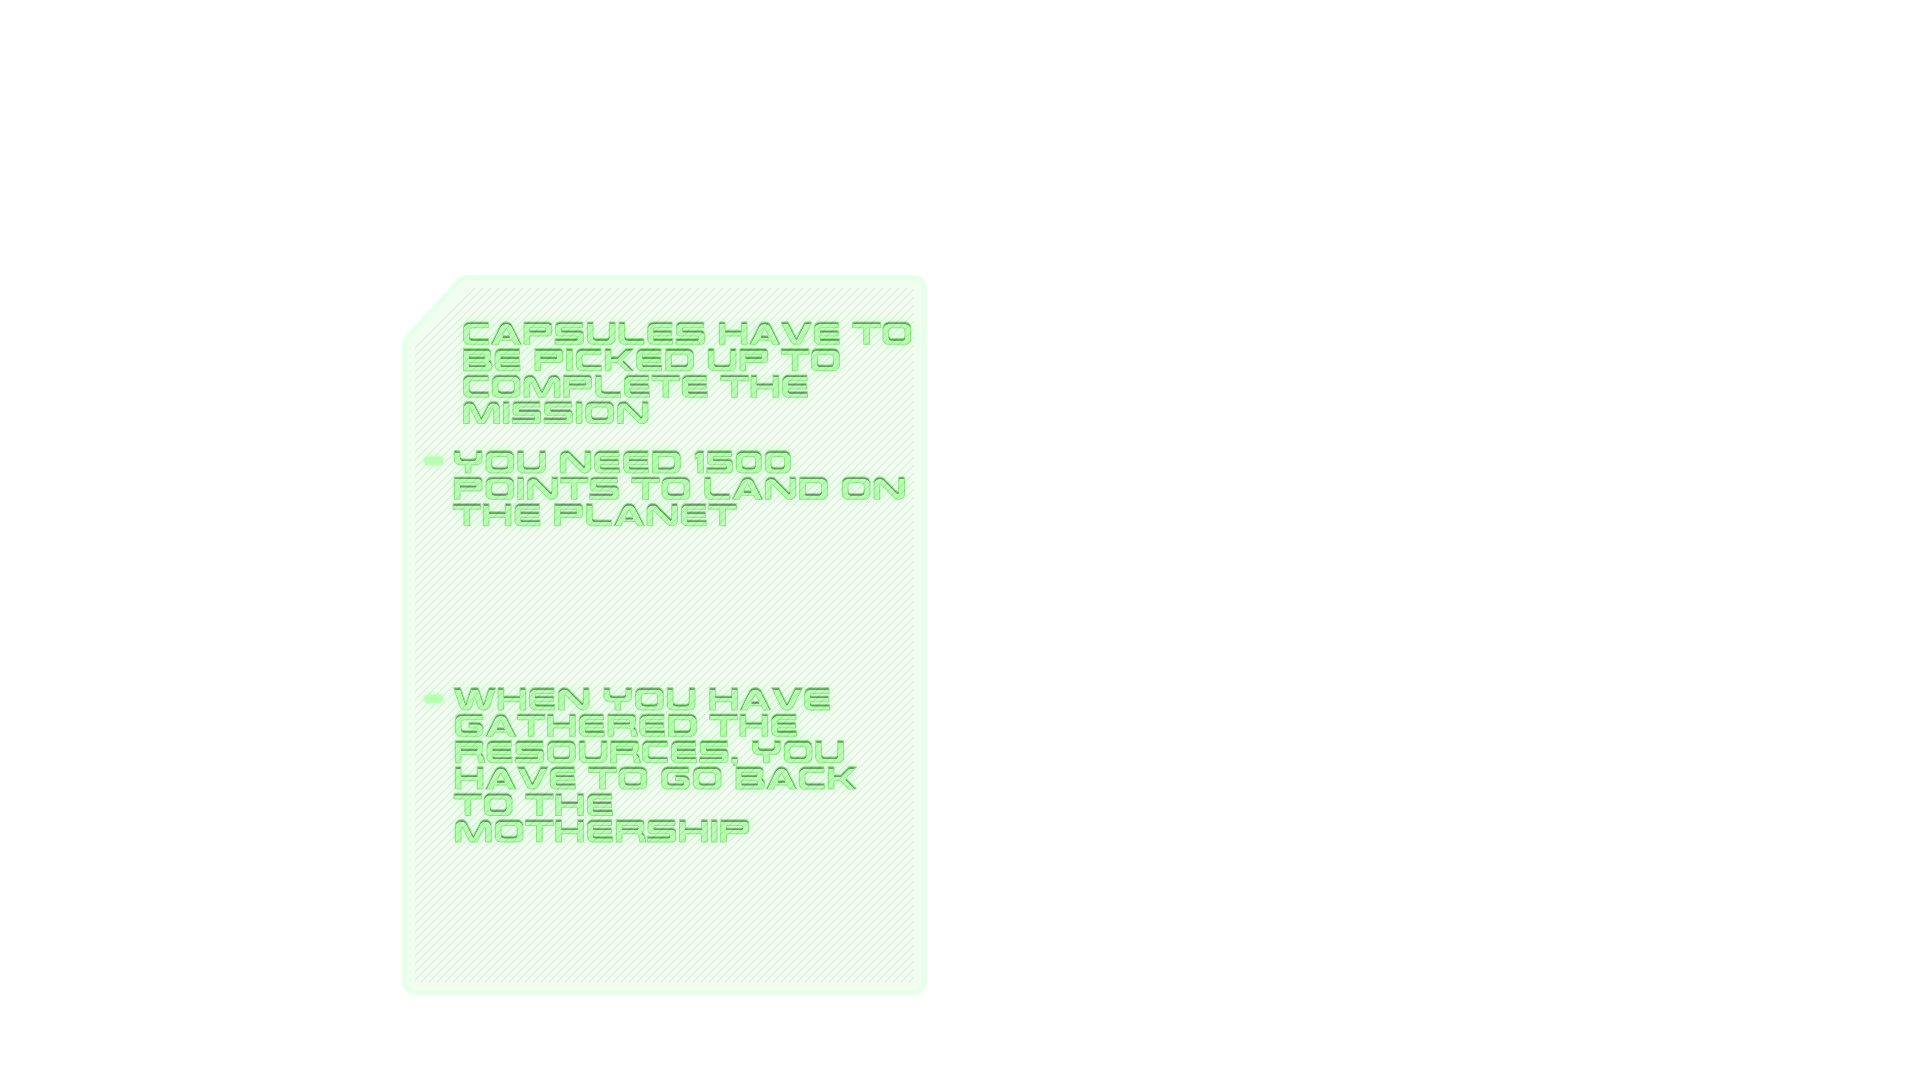 CAPSULES HAVE TO
BE PICKED UP TO
COMPLETE THE
MISSION
- YOU NEED 1500
POINTS TO LAND ON
THE PLANET
- WHEN YOU HAVE
GATHERED THE
RESOURCES, YOU
HAVE TO GO BACK
TO THE
MOTHERSHIP